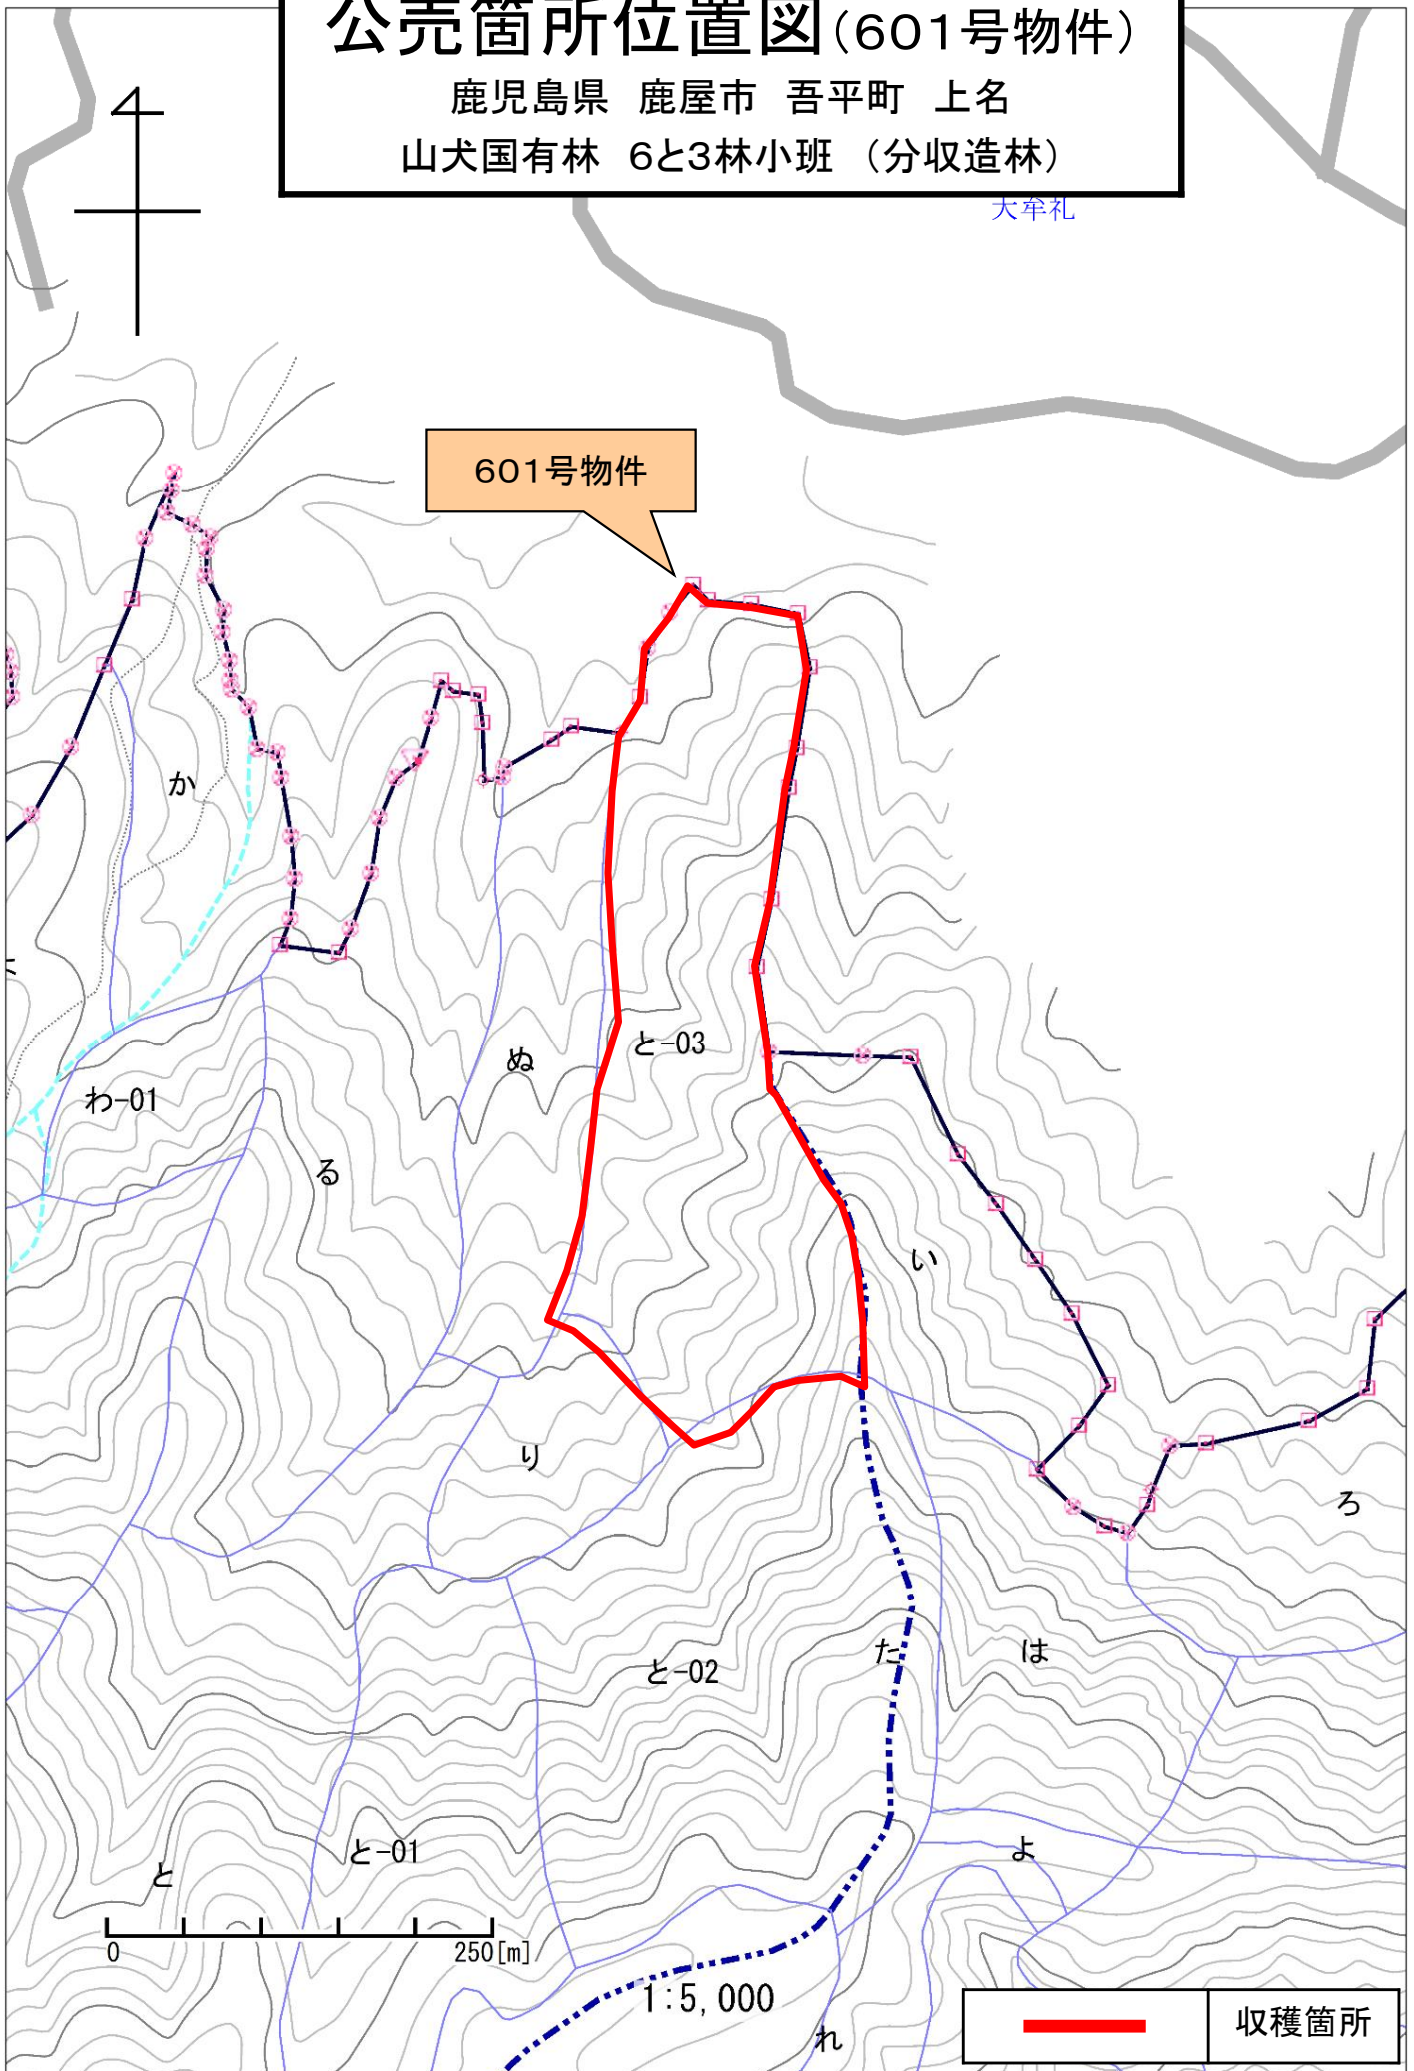 公売箇所位置図(601号物件)
鹿児島県 鹿屋市 吾平町 上名
山犬国有林 6と3林小班 (分収造林)
大牟礼
601号物件
か
と-03
ぬ
わ-01
る
い
り
ろ
と-02
た
は
と-01
と
よ
0
250[m]
1:5,000
れ
収穫箇所